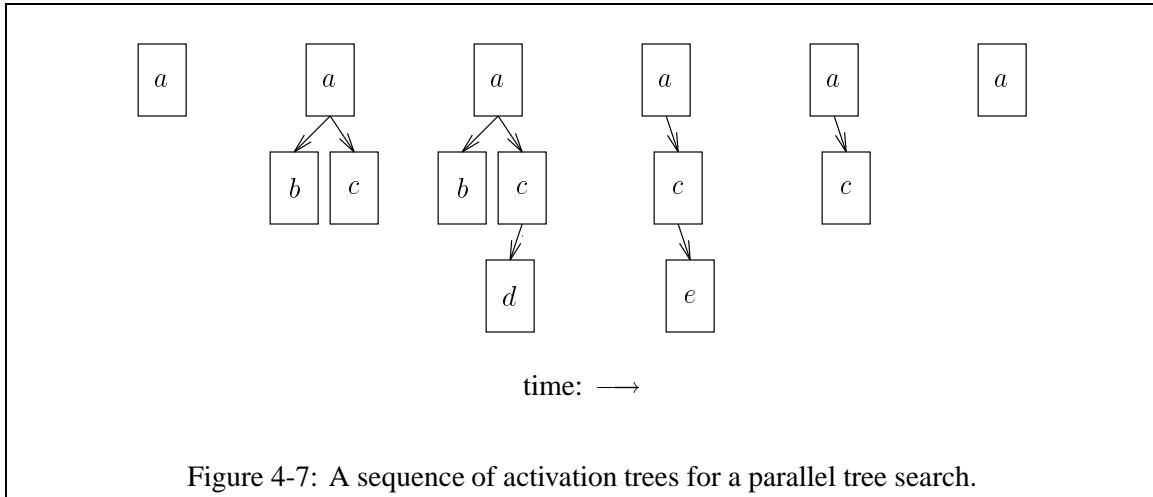 a a a a a a
b c b c c c
d e
time: ⟶
Figure 4-7: A sequence of activation trees for a parallel tree search.